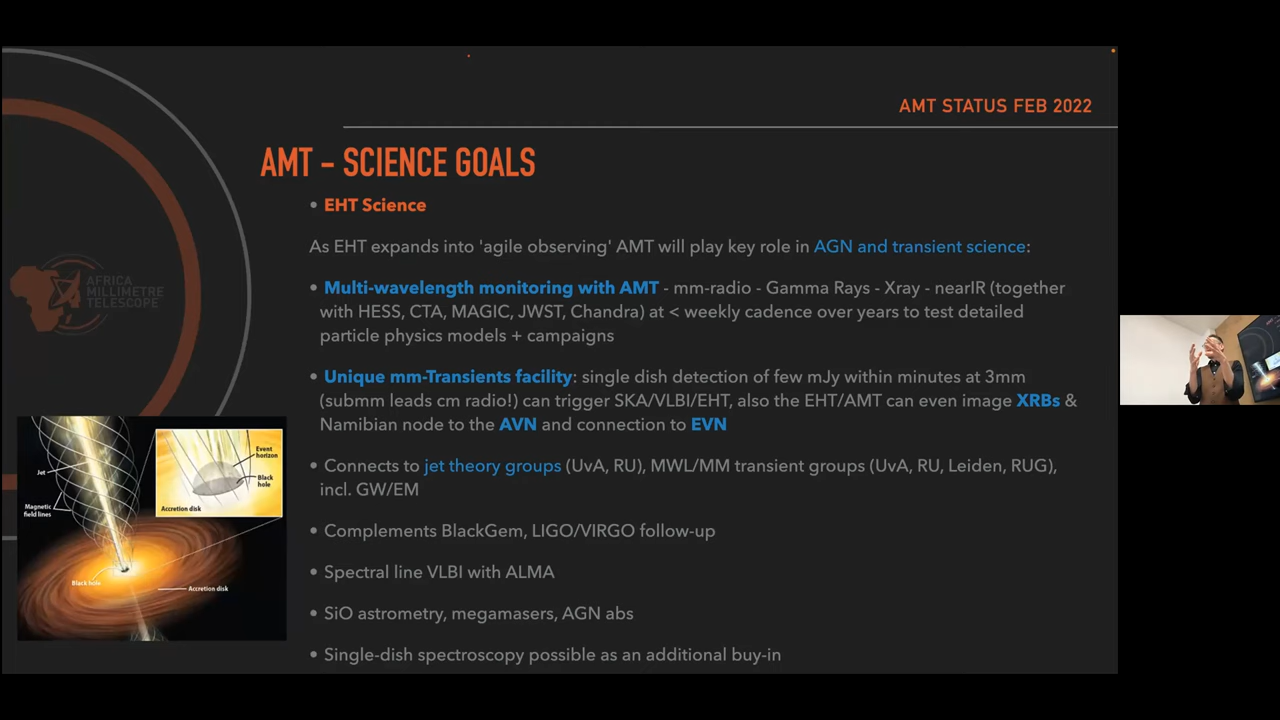 AMT STATUS FEB 2022
AMT – SCIENCE GOALS
• EHT Science
As EHT expands into 'agile observing' AMT will play key role in AGN and transient science:
• Multi-wavelength monitoring with AMT - mm-radio - Gamma Rays - Xray - nearIR (together
with HESS, CTA, MAGIC, JWST, Chandra) at < weekly cadence over years to test detailed
particle physics models + campaigns
• Unique mm-Transients facility: single dish detection of few mJy within minutes at 3mm
(submm leads cm radio!) can trigger SKA/VLBI/EHT, also the EHT/AMT can even image XRBs &
Namibian node to the AVN and connection to EVN
• Connects to jet theory groups (UvA, RU), MWL/MM transient groups (UvA, RU, Leiden, RUG),
incl. GW/EM
• Complements BlackGem, LIGO/VIRGO follow-up
• Spectral line VLBI with ALMA
• SiO astrometry, megamasers, AGN abs
• Single-dish spectroscopy possible as an additional buy-in
AFRICA
MILLIMETRE
TELESCOPE
Jet
Magnetic
field lines
Event
horizon
Black
hole
Accretion disk
Black hole
Accretion disk